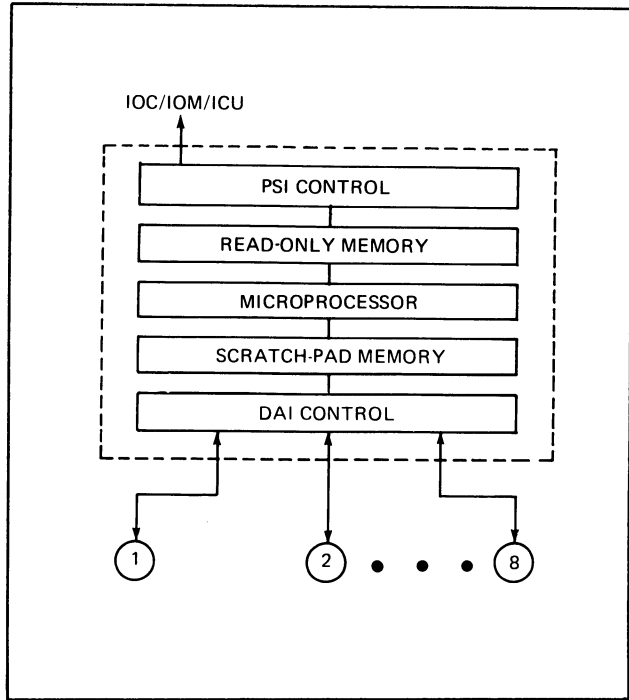 IOC/IOM/ICU
PSI CONTROL
READ-ONLY MEMORY
MICROPROCESSOR
SCRATCH-PAD MEMORY
DAI CONTROL
1 2 • • • 8